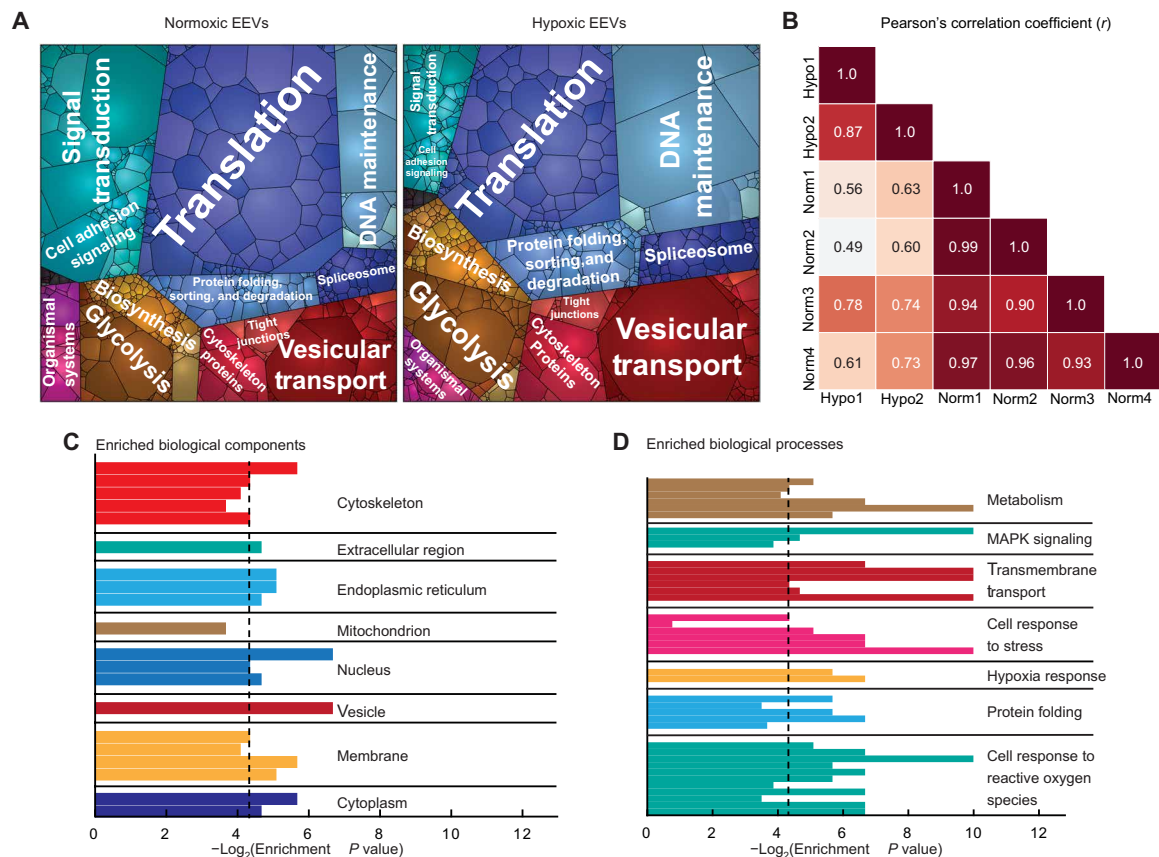 A
Normoxic EEVs
Hypoxic EEVs
Signal
transduction
Translation
DNA maintenance
Cell adhesion
signaling
Protein folding,
sorting, and degradation
Spliceosome
Organismal
systems
Biosynthesis
Glycolysis
Tight
junctions
Cytoskeleton
proteins
Vesicular
transport
Signal
transduction
Cell
adhesion
signaling
Translation
DNA
maintenance
Biosynthesis
Protein folding,
sorting,and
degradation
Spliceosome
Glycolysis
Organismal
systems
Tight
junctions
Cytoskeleton
Proteins
Vesicular
transport
B
Pearson's correlation coefficient (r)
Hypo1 1.0
Hypo2 0.87 1.0
Norm1 0.56 0.63 1.0
Norm2 0.49 0.60 0.99 1.0
Norm3 0.78 0.74 0.94 0.90 1.0
Norm4 0.61 0.73 0.97 0.96 0.93 1.0
Hypo1 Hypo2 Norm1 Norm2 Norm3 Norm4
C
Enriched biological components
Cytoskeleton
Extracellular region
Endoplasmic reticulum
Mitochondrion
Nucleus
Vesicle
Membrane
Cytoplasm
0 2 4 6 8 10 12
−Log2(Enrichment P value)
D
Enriched biological processes
Metabolism
MAPK signaling
Transmembrane
transport
Cell response
to stress
Hypoxia response
Protein folding
Cell response to
reactive oxygen
species
0 2 4 6 8 10 12
−Log2(Enrichment P value)